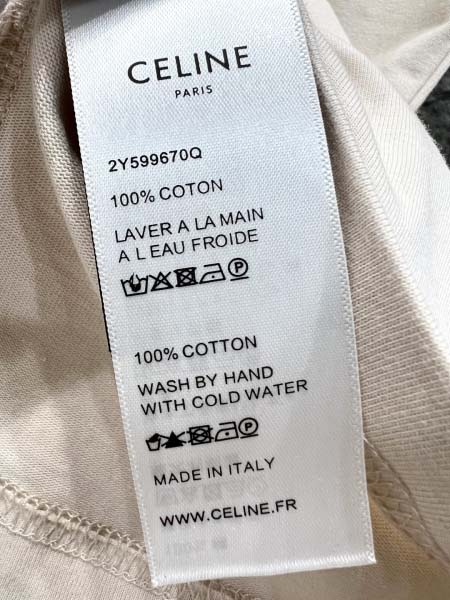 CELINE
PARIS
2Y599670Q
100% COTON
LAVER A LA MAIN
A L EAU FROIDE
P
100% COTTON
WASH BY HAND
WITH COLD WATER
P
MADE IN ITALY
WWW.CELINE.FR